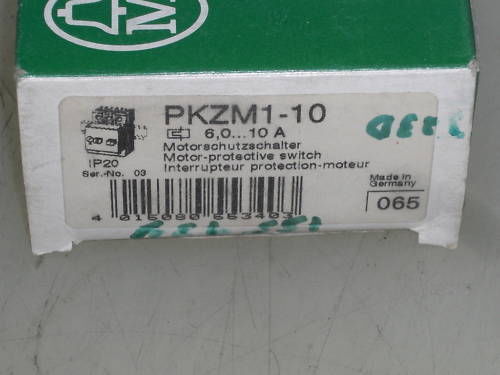 M
PKZM1-10
6,0...10 A
Motorschutzschalter
Motor-protective switch
Interrupteur protection-moteur
IP20
Ser.-No. 03
Made in
Germany
065
4 015080 553403